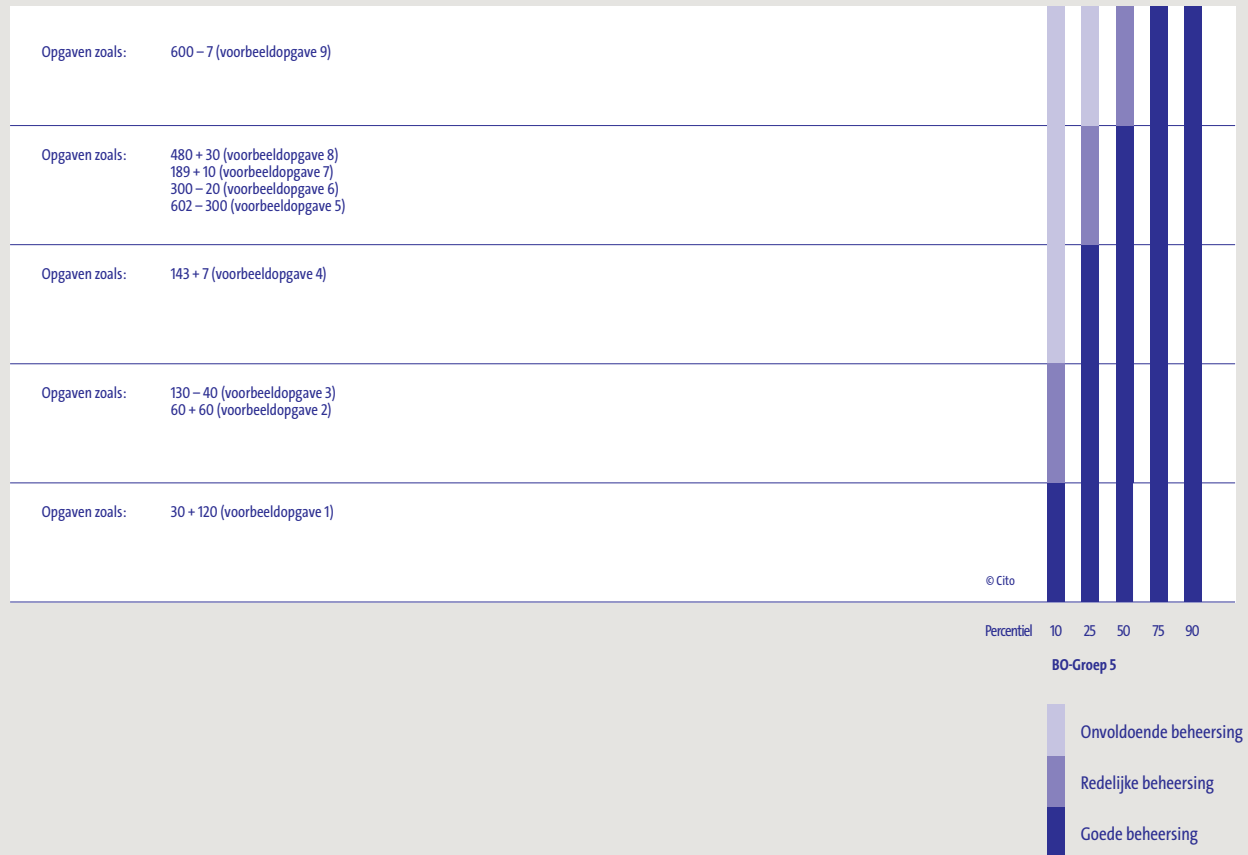 Opgaven zoals: 600 – 7 (voorbeeldopgave 9)
Opgaven zoals: 480 + 30 (voorbeeldopgave 8)
189 + 10 (voorbeeldopgave 7)
300 – 20 (voorbeeldopgave 6)
602 – 300 (voorbeeldopgave 5)
Opgaven zoals: 143 + 7 (voorbeeldopgave 4)
Opgaven zoals: 130 – 40 (voorbeeldopgave 3)
60 + 60 (voorbeeldopgave 2)
Opgaven zoals: 30 + 120 (voorbeeldopgave 1)
© Cito
Percentiel 10 25 50 75 90
BO-Groep 5
Onvoldoende beheersing
Redelijke beheersing
Goede beheersing